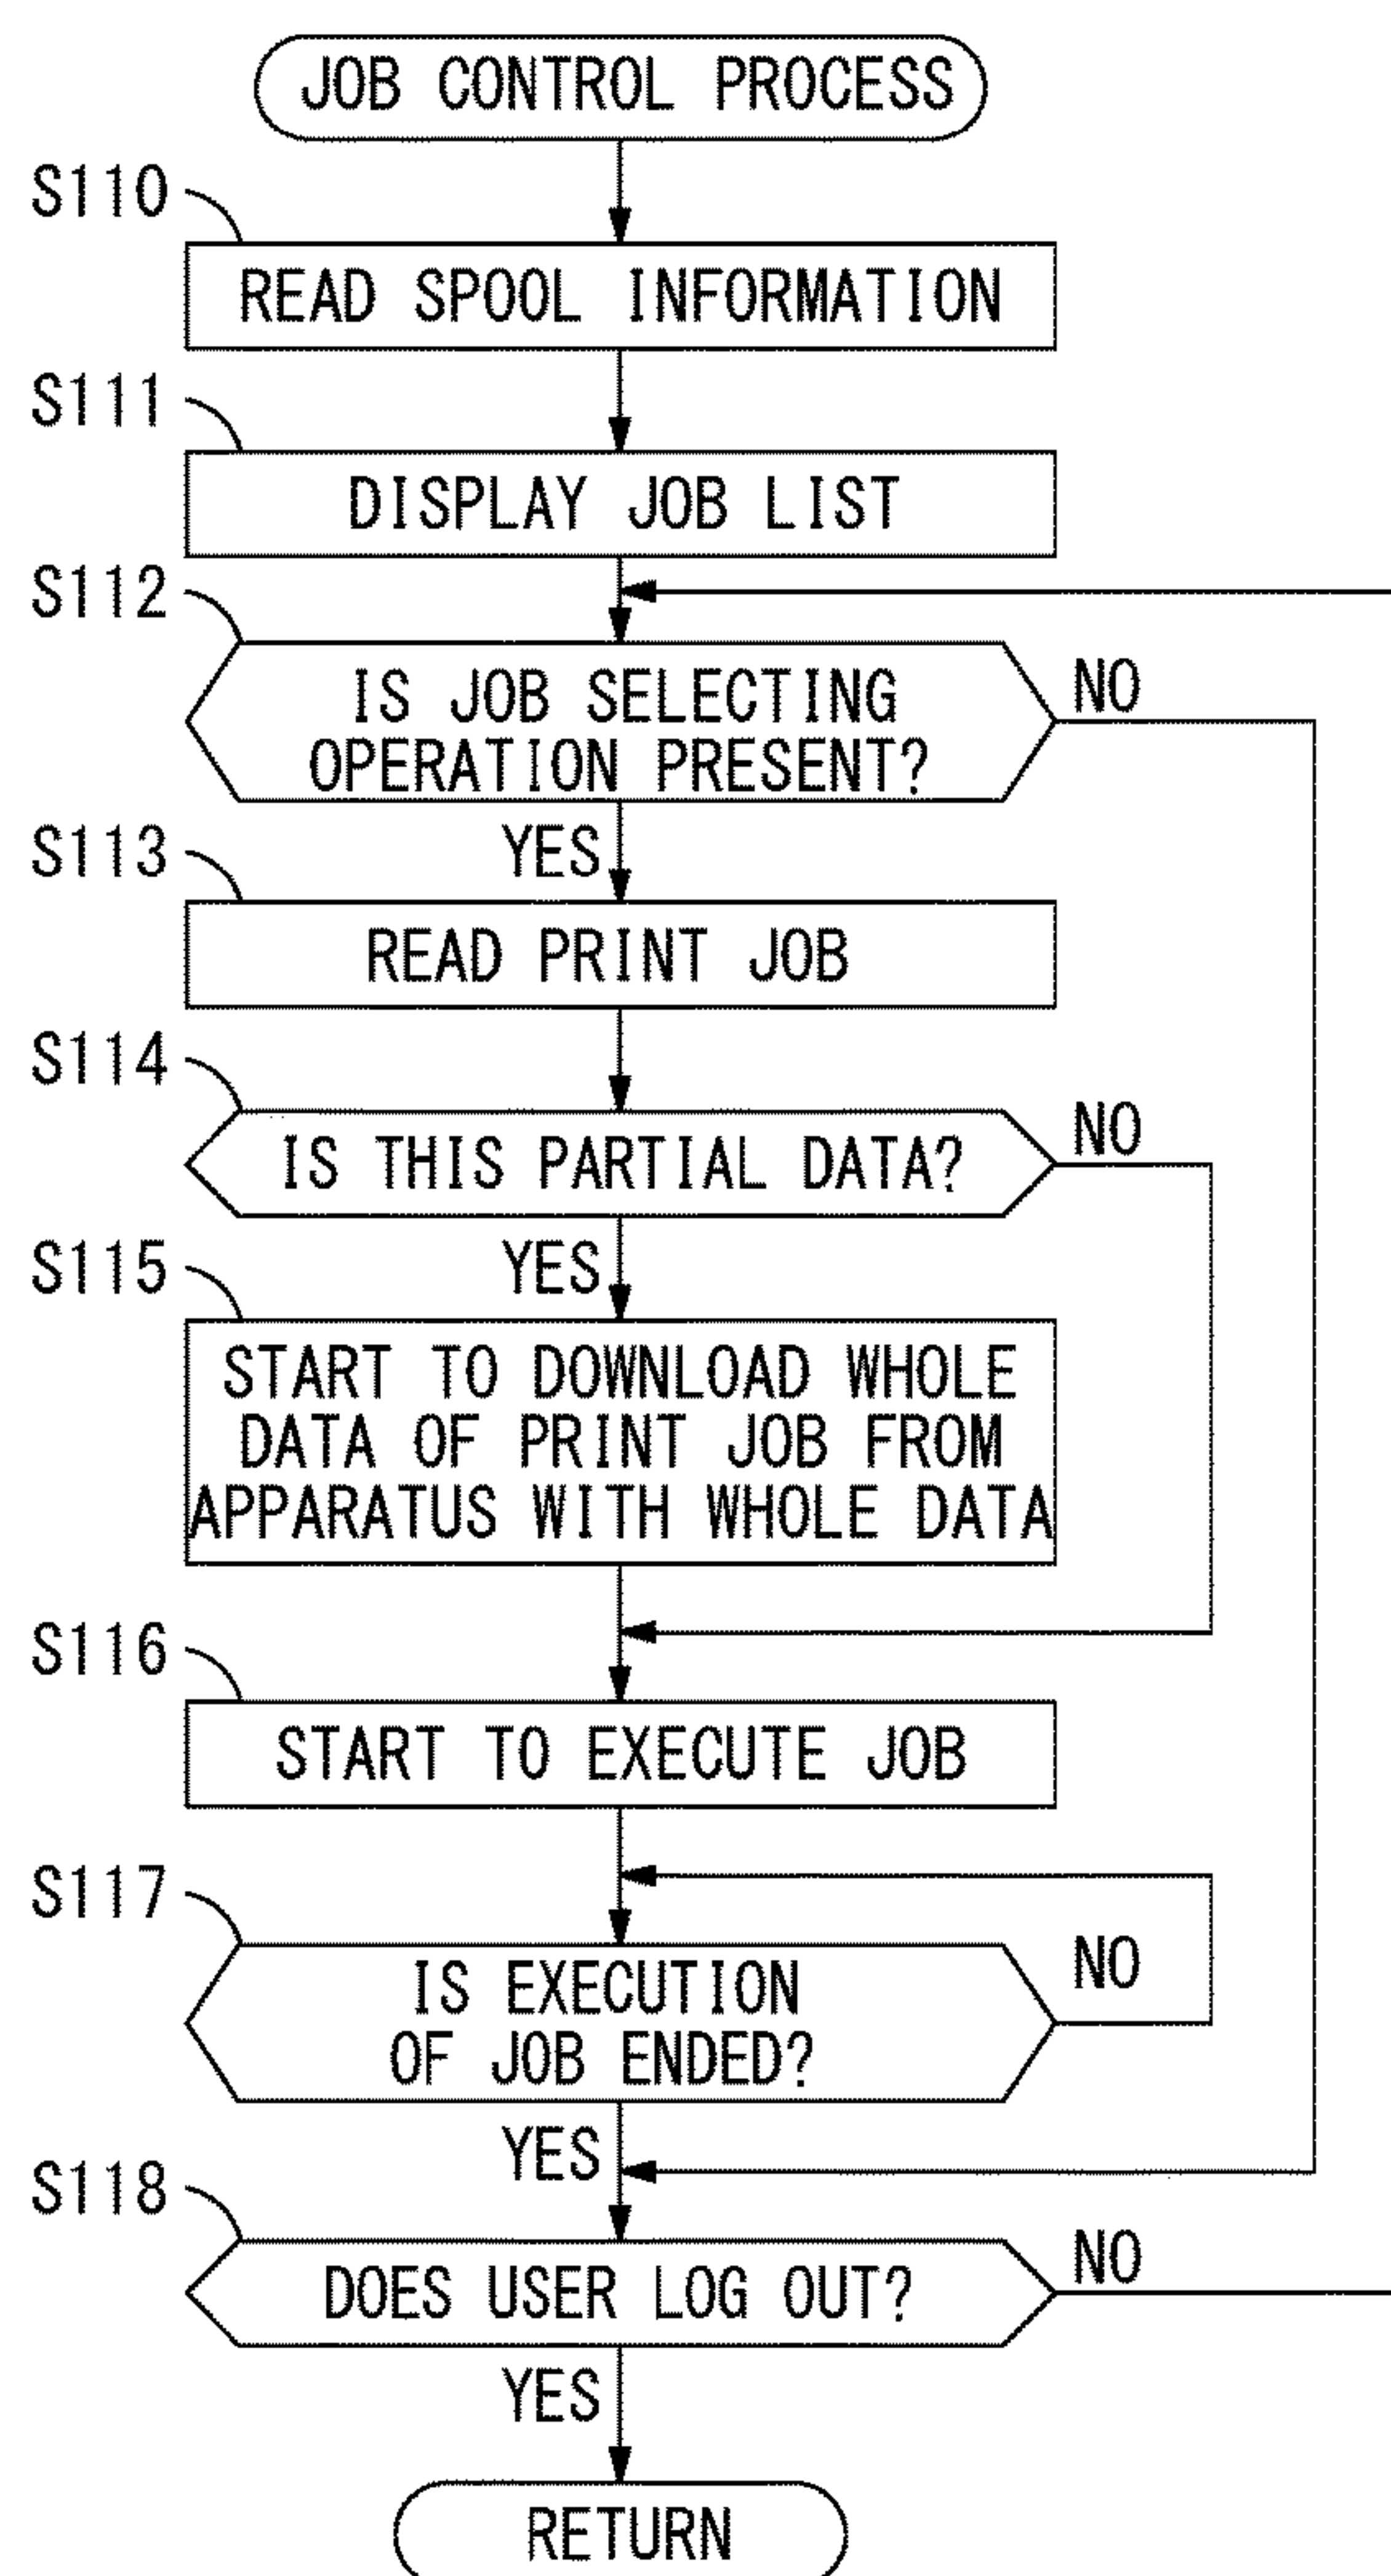 JOB CONTROL PROCESS
S110
READ SPOOL INFORMATION
S111
DISPLAY JOB LIST
S112
IS JOB SELECTING
OPERATION PRESENT?
NO
YES
S113
READ PRINT JOB
S114
IS THIS PARTIAL DATA?
NO
YES
S115
START TO DOWNLOAD WHOLE
DATA OF PRINT JOB FROM
APPARATUS WITH WHOLE DATA
S116
START TO EXECUTE JOB
S117
IS EXECUTION
OF JOB ENDED?
NO
YES
S118
DOES USER LOG OUT?
NO
YES
RETURN